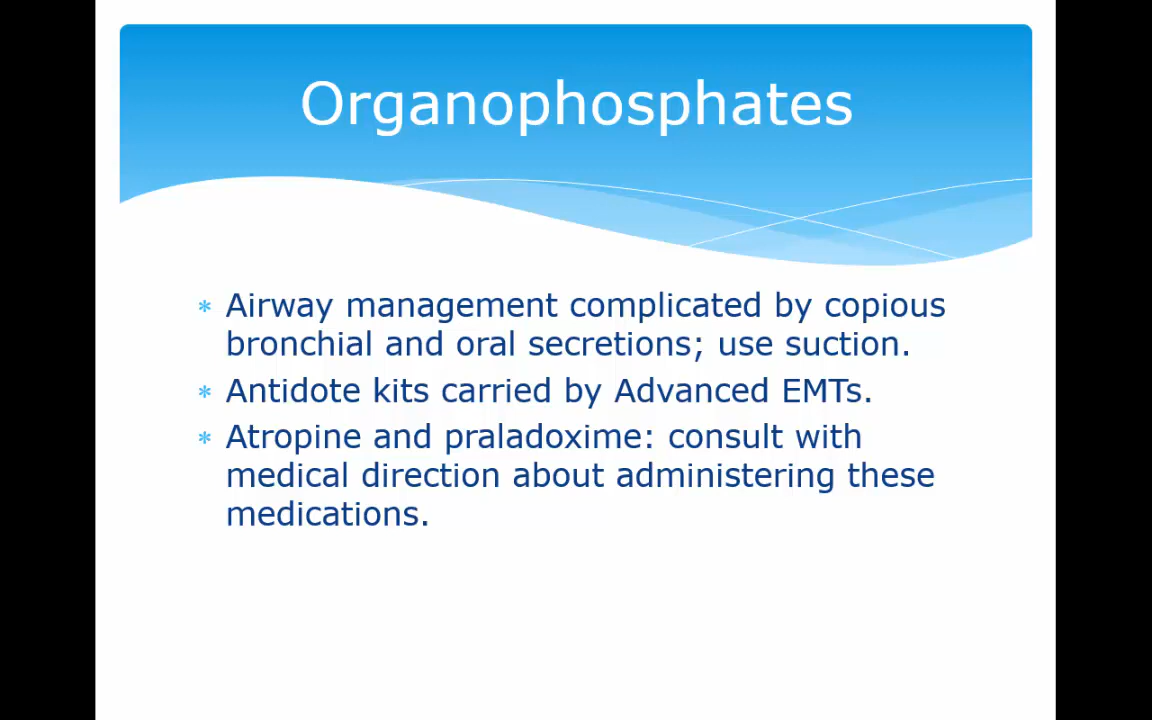 Organophosphates
* Airway management complicated by copious
bronchial and oral secretions; use suction.
* Antidote kits carried by Advanced EMTs.
* Atropine and praladoxime: consult with
medical direction about administering these
medications.